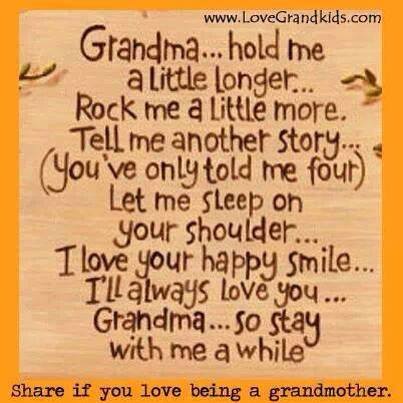 www.LoveGrandkids.com
Grandma... hold me
a little longer...
Rock me a little more.
Tell me another story...
(You've only told me four)
Let me sleep on
your shoulder...
I love your happy smile...
I'll always love you ...
Grandma... so stay
with me a while
Share if you love being a grandmother.